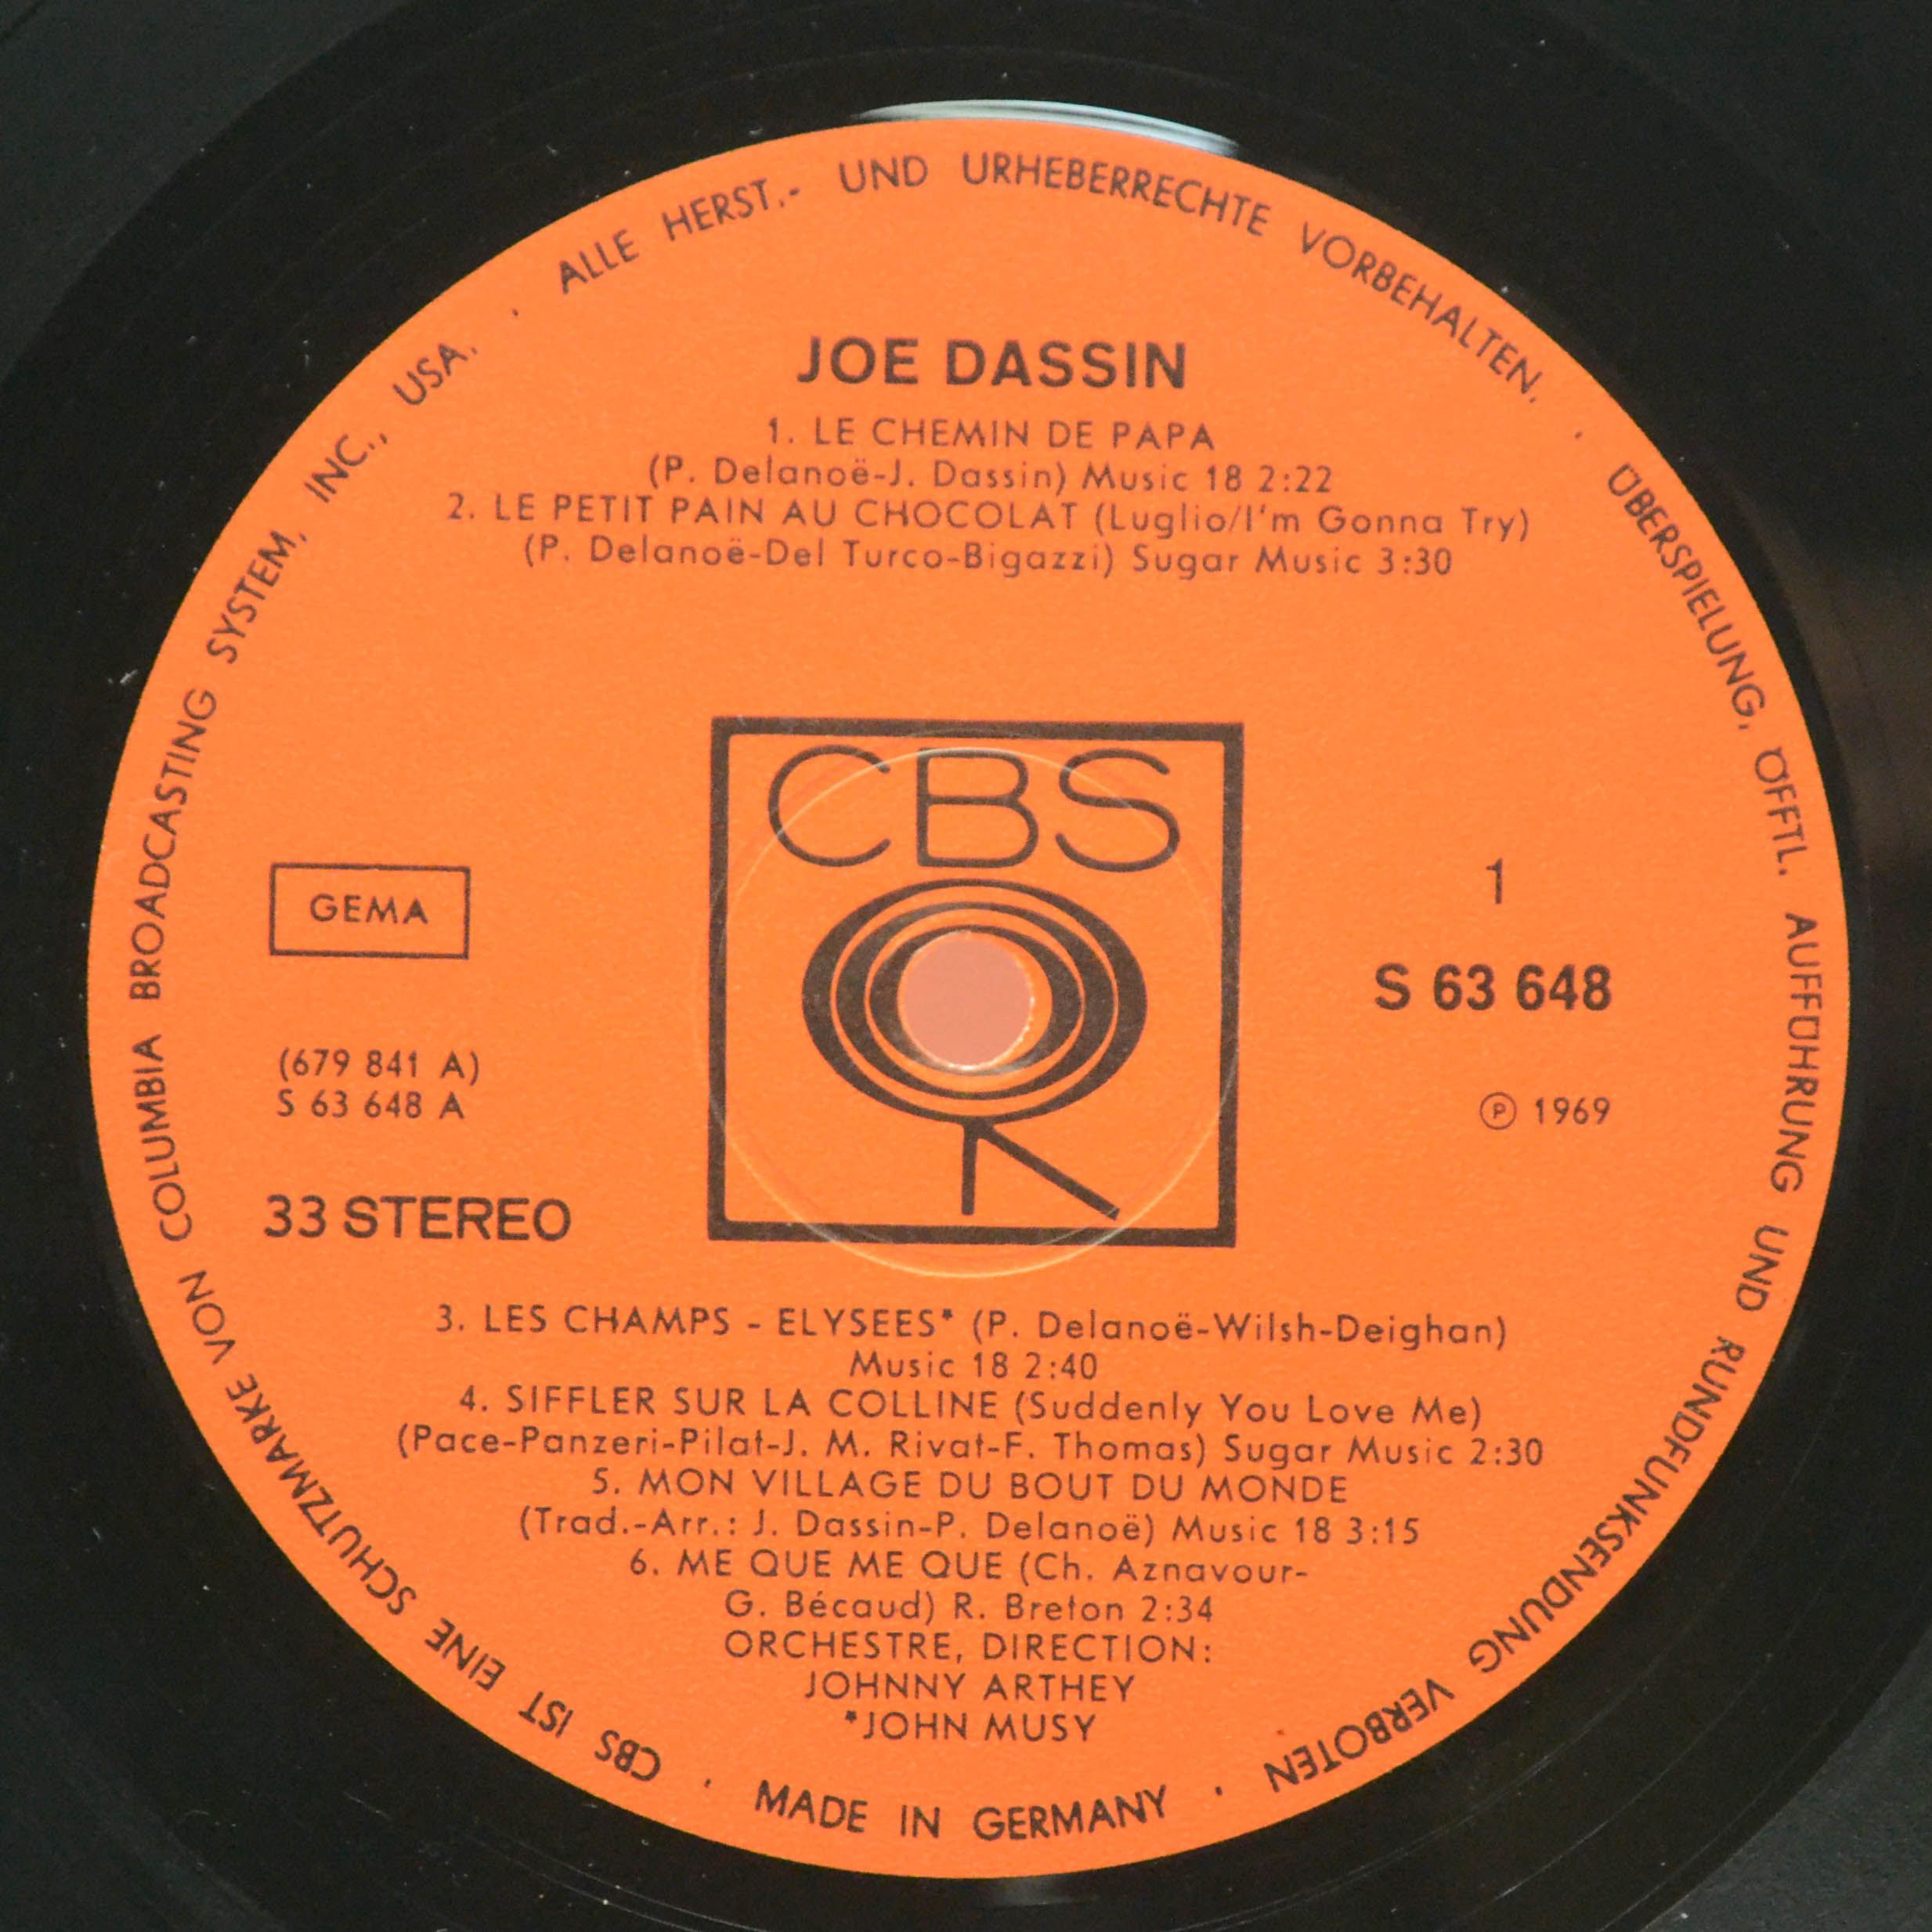 ALLE HERST.- UND URHEBERRECHTE VORBEHALTEN. · ÜBERSPIELUNG, ÖFFTL. AUFFÜHRUNG UND RUNDFUNKSENDUNG VERBOTEN · MADE IN GERMANY · CBS IST EINE SCHUTZMARKE VON COLUMBIA BROADCASTING SYSTEM, INC., USA. ·
JOE DASSIN
1. LE CHEMIN DE PAPA
(P. Delanoë-J. Dassin) Music 18 2:22
2. LE PETIT PAIN AU CHOCOLAT (Luglio/I'm Gonna Try)
(P. Delanoë-Del Turco-Bigazzi) Sugar Music 3:30
CBS
GEMA
1
S 63 648
(679 841 A)
S 63 648 A
℗ 1969
33 STEREO
3. LES CHAMPS - ELYSEES* (P. Delanoë-Wilsh-Deighan)
Music 18 2:40
4. SIFFLER SUR LA COLLINE (Suddenly You Love Me)
(Pace-Panzeri-Pilat-J. M. Rivat-F. Thomas) Sugar Music 2:30
5. MON VILLAGE DU BOUT DU MONDE
(Trad.-Arr.: J. Dassin-P. Delanoë) Music 18 3:15
6. ME QUE ME QUE (Ch. Aznavour-
G. Bécaud) R. Breton 2:34
ORCHESTRE, DIRECTION:
JOHNNY ARTHEY
*JOHN MUSY